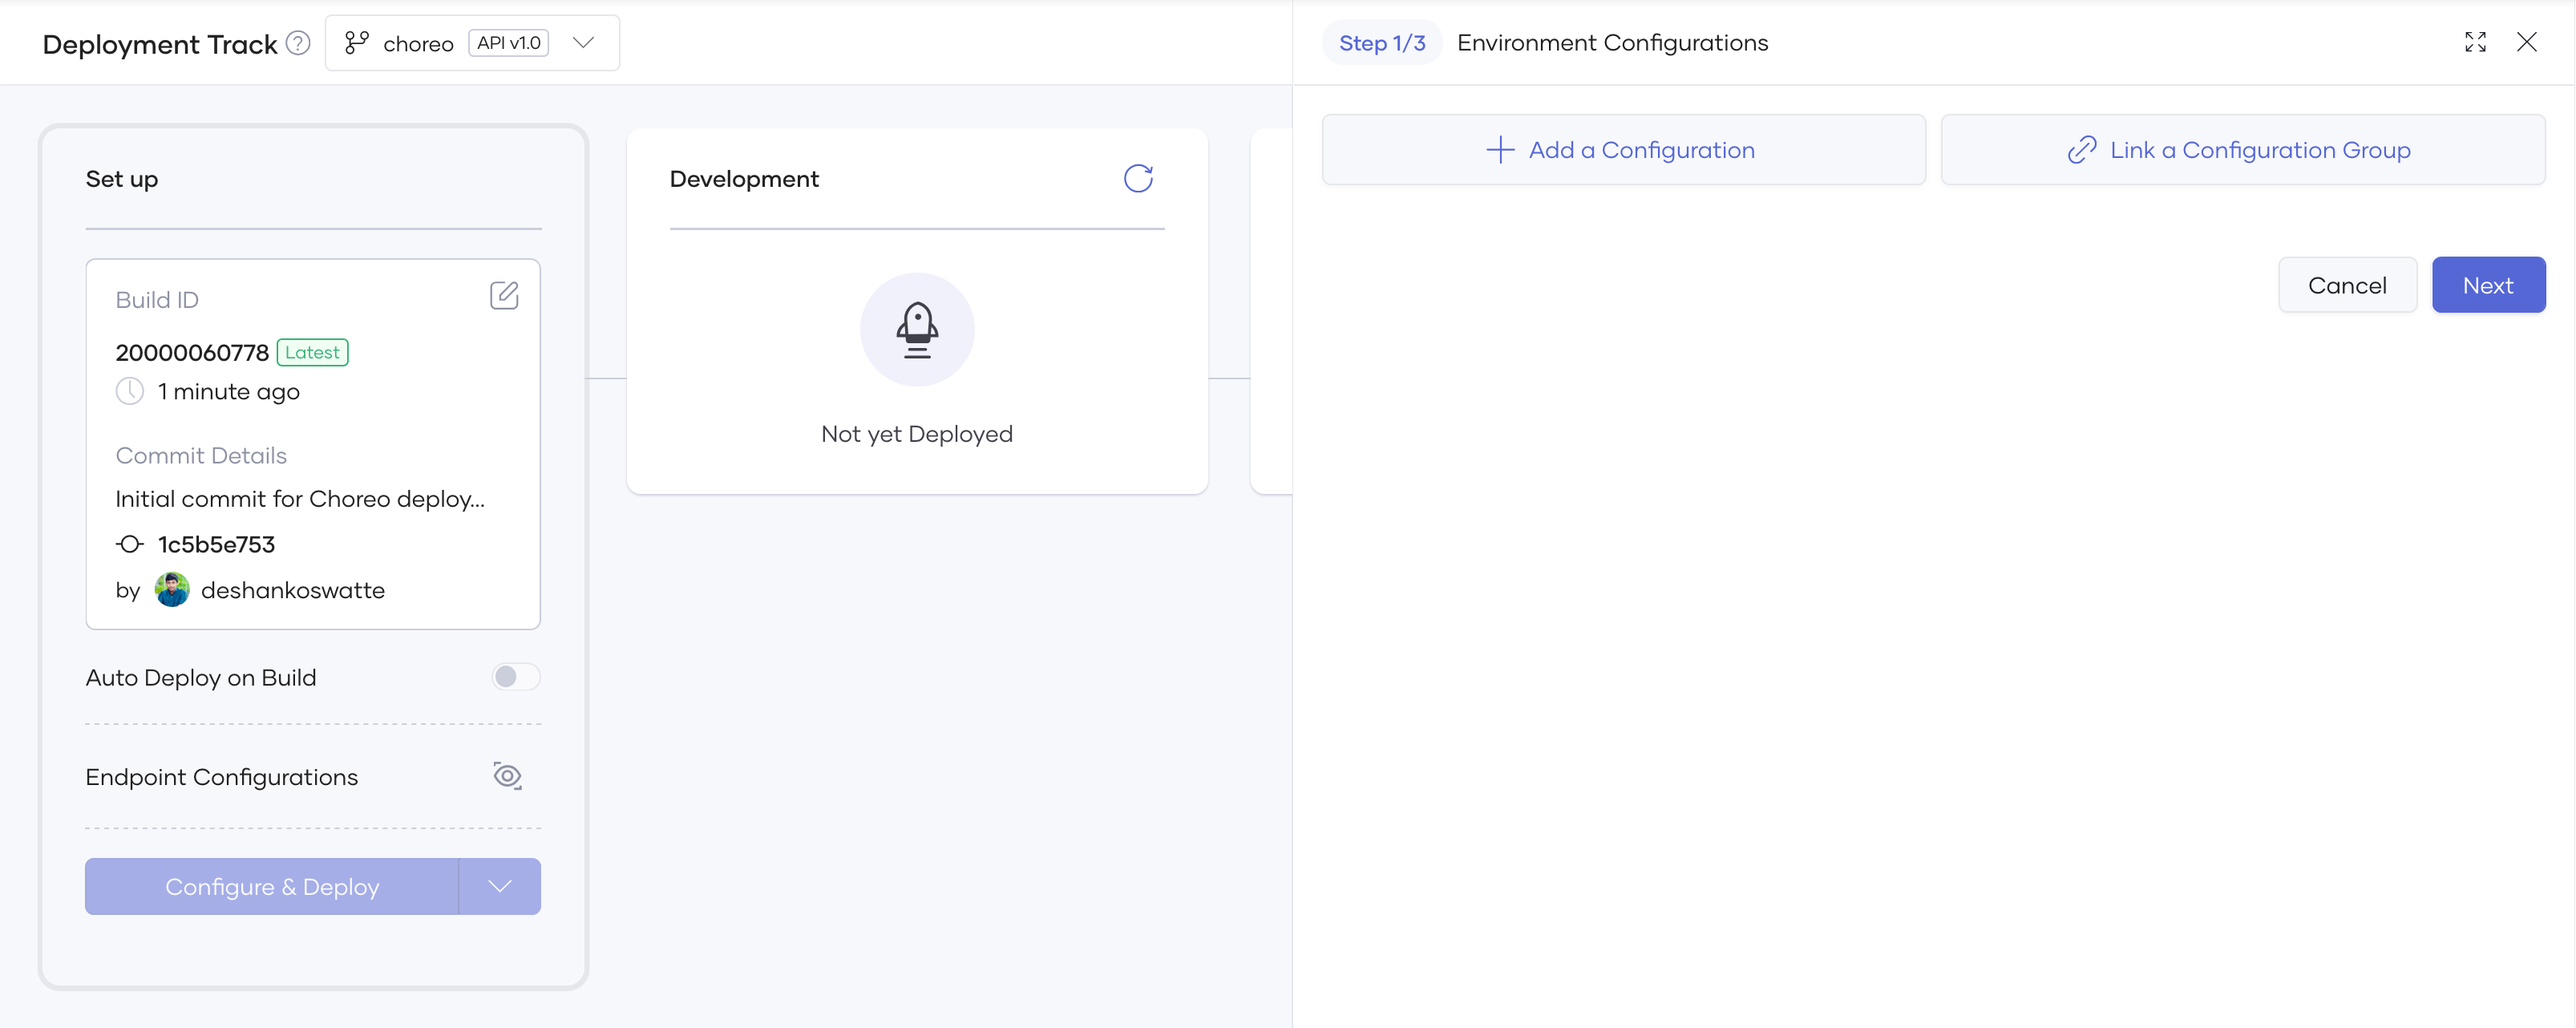 Deployment Track ?
choreo API v1.0
Step 1/3 Environment Configurations
Add a Configuration
Link a Configuration Group
Cancel
Next
Set up
Build ID
20000060778 Latest
1 minute ago
Commit Details
Initial commit for Choreo deploy...
1c5b5e753
by deshankoswatte
Auto Deploy on Build
Endpoint Configurations
Configure & Deploy
Development
Not yet Deployed